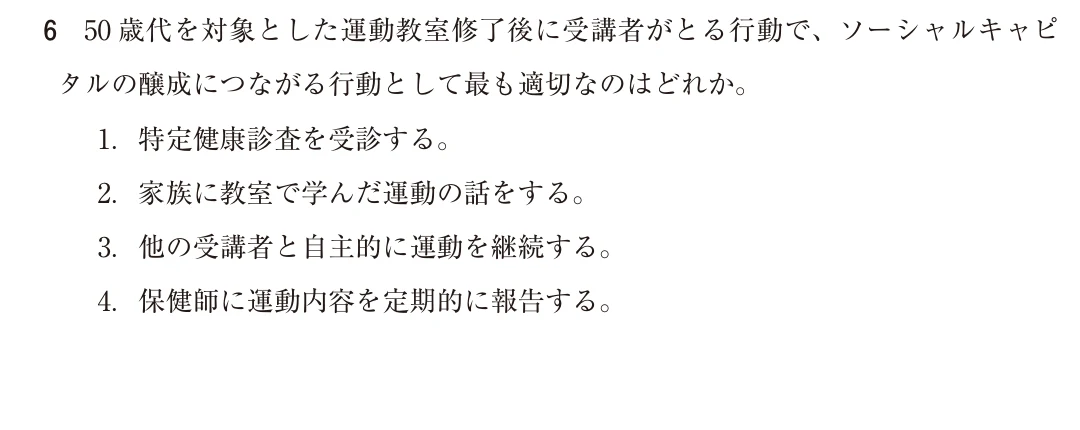 6 50歳代を対象とした運動教室修了後に受講者がとる行動で、ソーシャルキャピ
タルの醸成につながる行動として最も適切なのはどれか。
1. 特定健康診査を受診する。
2. 家族に教室で学んだ運動の話をする。
3. 他の受講者と自主的に運動を継続する。
4. 保健師に運動内容を定期的に報告する。